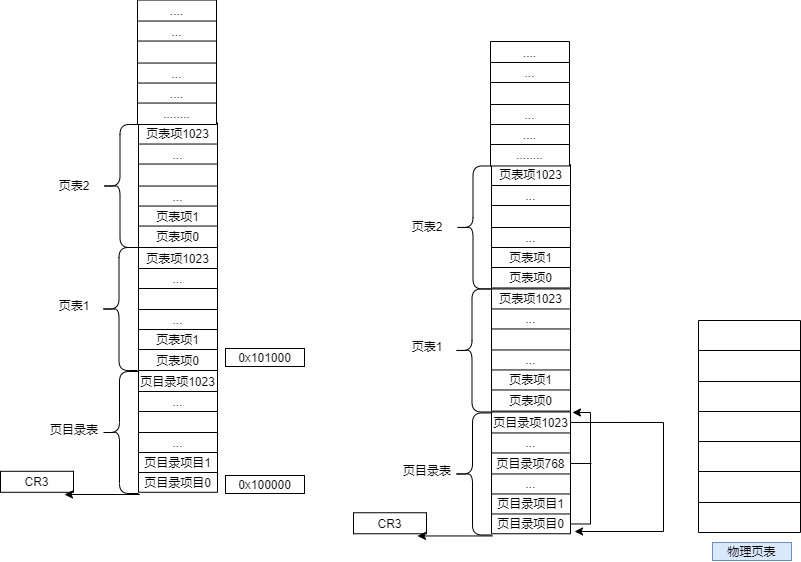 ....
...
...
....
........
页表项1023
...
...
页表项1
页表项0
页表2
页表项1023
...
...
页表项1
页表项0
页表1
0x101000
页目录项1023
...
...
页目录项目1
页目录项目0
页目录表
0x100000
CR3
....
...
...
....
........
页表项1023
...
...
页表项1
页表项0
页表2
页表项1023
...
...
页表项1
页表项0
页表1
页目录项1023
...
页目录项768
...
页目录项目1
页目录项目0
页目录表
CR3
物理页表